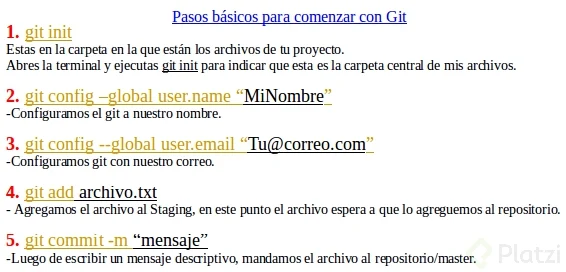 Pasos básicos para comenzar con Git
1. git init
Estas en la carpeta en la que están los archivos de tu proyecto.
Abres la terminal y ejecutas git init para indicar que esta es la carpeta central de mis archivos.
2. git config –global user.name “MiNombre”
-Configuramos el git a nuestro nombre.
3. git config --global user.email “Tu@correo.com”
-Configuramos git con nuestro correo.
4. git add archivo.txt
- Agregamos el archivo al Staging, en este punto el archivo espera a que lo agreguemos al repositorio.
5. git commit -m “mensaje”
-Luego de escribir un mensaje descriptivo, mandamos el archivo al repositorio/master.
Platzi